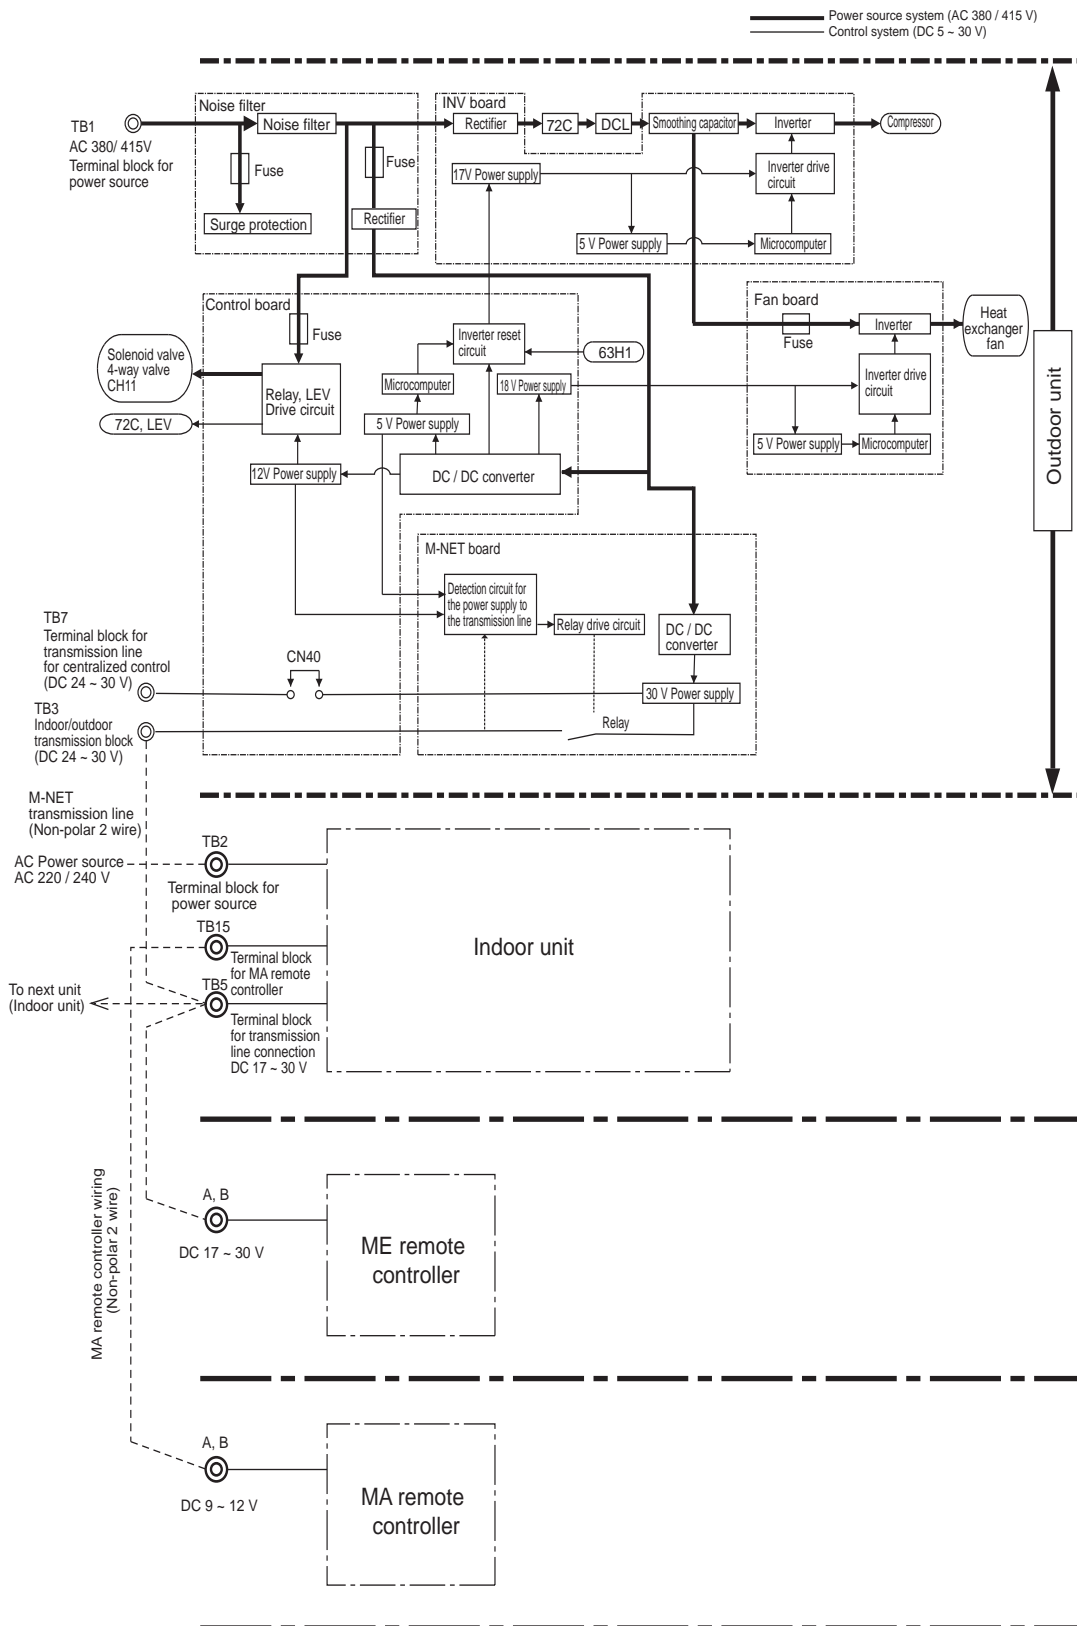 Power source system (AC 380 / 415 V)
Control system (DC 5 ~ 30 V)
Noise filter
INV board
TB1
AC 380/ 415V
Terminal block for
power source
Noise filter
Rectifier
72C
DCL
Smoothing capacitor
Inverter
Compressor
Fuse
Fuse
17V Power supply
Inverter drive
circuit
Surge protection
Rectifier
5 V Power supply
Microcomputer
Control board
Fan board
Fuse
Inverter reset
circuit
63H1
Fuse
Inverter
Heat
exchanger
fan
Solenoid valve
4-way valve
CH11
Relay, LEV
Drive circuit
Microcomputer
18 V Power supply
Inverter drive
circuit
72C, LEV
5 V Power supply
5 V Power supply
Microcomputer
12V Power supply
DC / DC converter
Outdoor unit
M-NET board
Detection circuit for
the power supply to
the transmission line
Relay drive circuit
DC / DC
converter
TB7
Terminal block for
transmission line
for centralized control
(DC 24 ~ 30 V)
CN40
30 V Power supply
TB3
Indoor/outdoor
transmission block
(DC 24 ~ 30 V)
Relay
M-NET
transmission line
(Non-polar 2 wire)
TB2
AC Power source
AC 220 / 240 V
Terminal block for
power source
TB15
Terminal block
for MA remote
controller
Indoor unit
To next unit
(Indoor unit)
TB5
Terminal block
for transmission
line connection
DC 17 ~ 30 V
MA remote controller wiring
(Non-polar 2 wire)
A, B
DC 17 ~ 30 V
ME remote
controller
A, B
DC 9 ~ 12 V
MA remote
controller